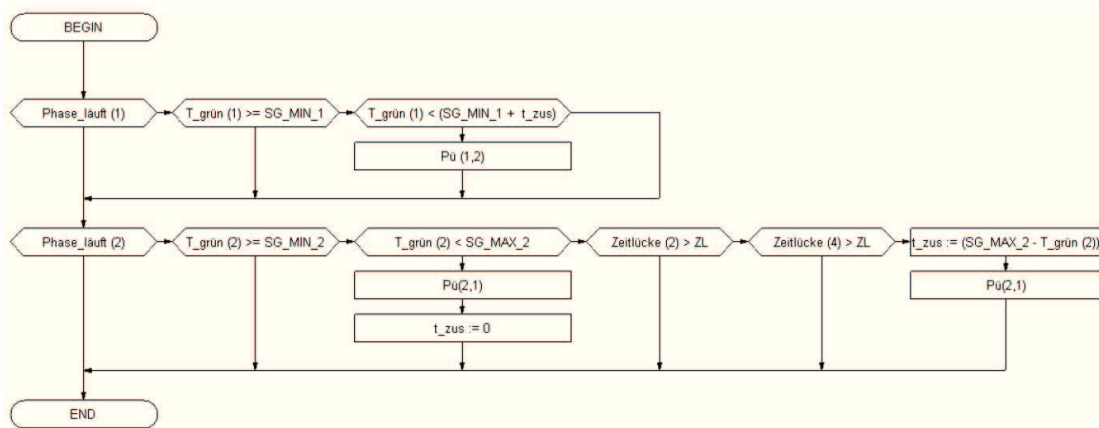 BEGIN
Phase_läuft (1)
T_grün (1) >= SG_MIN_1
T_grün (1) < (SG_MIN_1 + t_zus)
Pü (1,2)
Phase_läuft (2)
T_grün (2) >= SG_MIN_2
T_grün (2) < SG_MAX_2
Zeitlücke (2) > ZL
Zeitlücke (4) > ZL
t_zus := (SG_MAX_2 - T_grün (2))
Pü(2,1)
Pü(2,1)
t_zus := 0
END